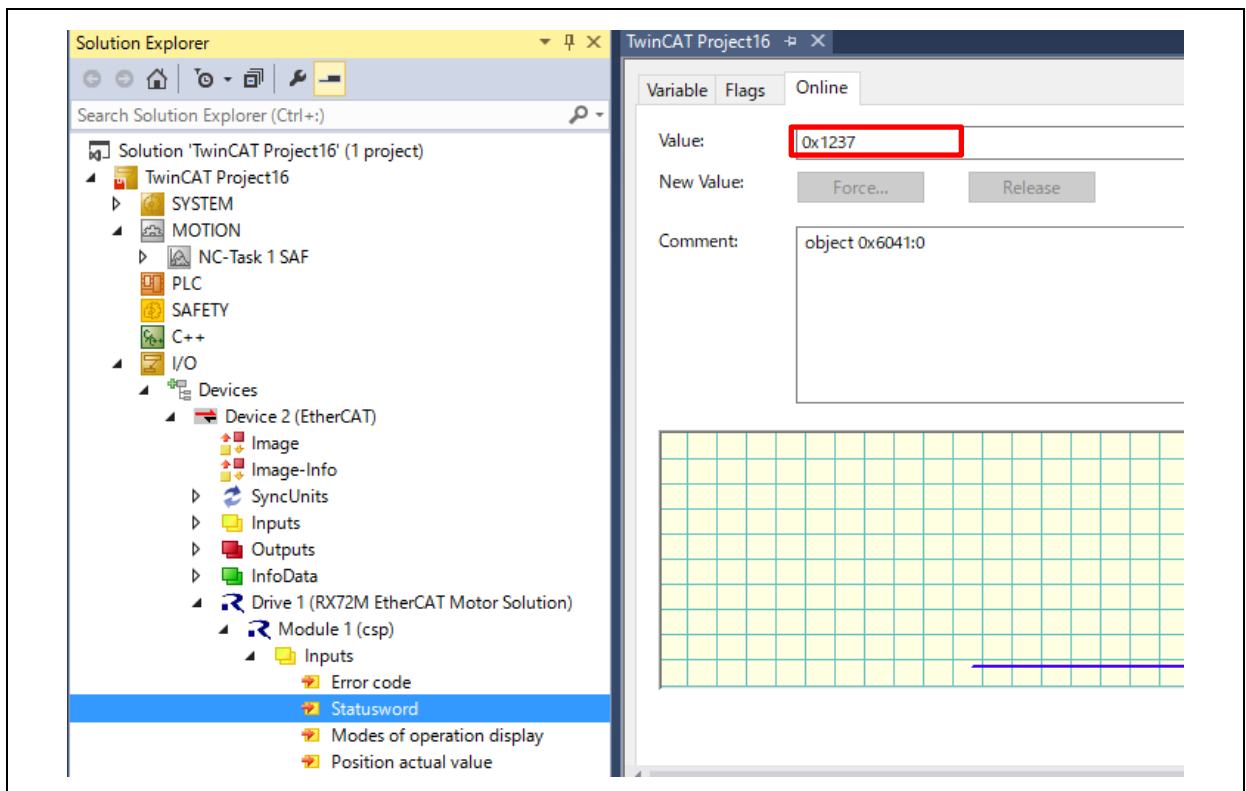 Solution Explorer
Search Solution Explorer (Ctrl+:)
Solution 'TwinCAT Project16' (1 project)
TwinCAT Project16
SYSTEM
MOTION
NC-Task 1 SAF
PLC
SAFETY
C++
I/O
Devices
Device 2 (EtherCAT)
Image
Image-Info
SyncUnits
Inputs
Outputs
InfoData
Drive 1 (RX72M EtherCAT Motor Solution)
Module 1 (csp)
Inputs
Error code
Statusword
Modes of operation display
Position actual value
TwinCAT Project16
Variable Flags Online
Value: 0x1237
New Value: Force... Release
Comment: object 0x6041:0